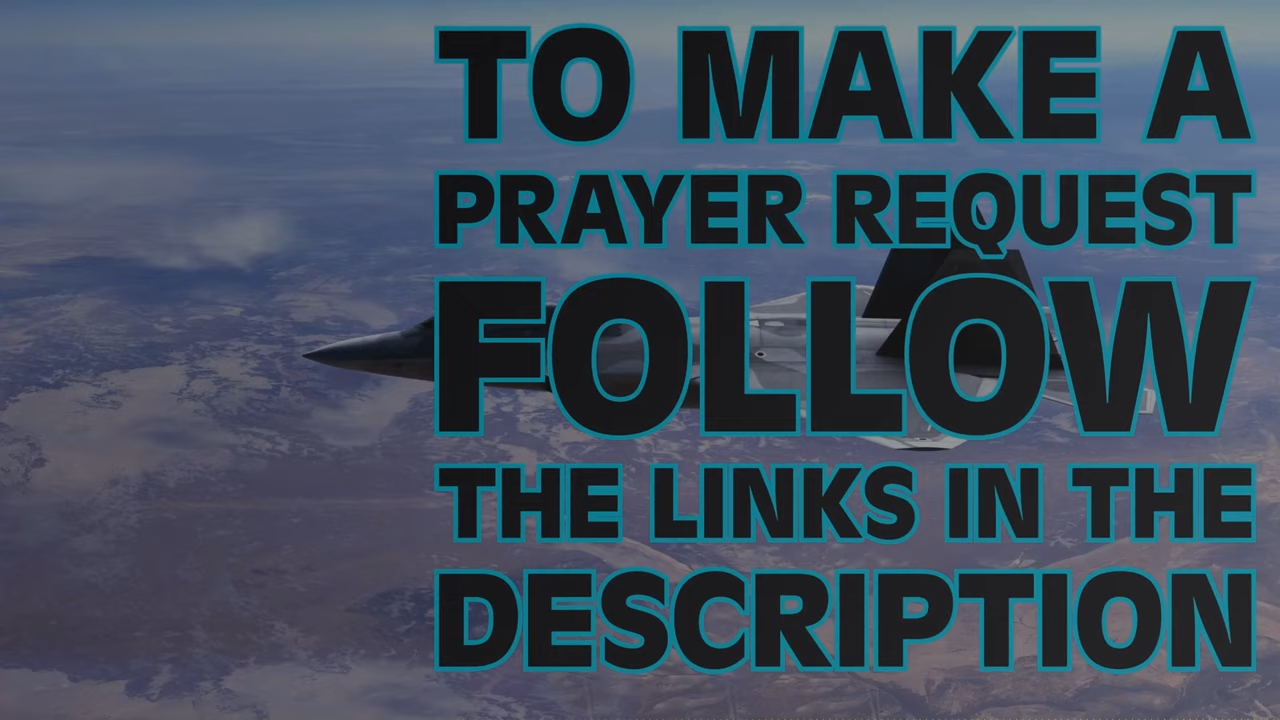 TO MAKE A
PRAYER REQUEST
FOLLOW
THE LINKS IN THE
DESCRIPTION